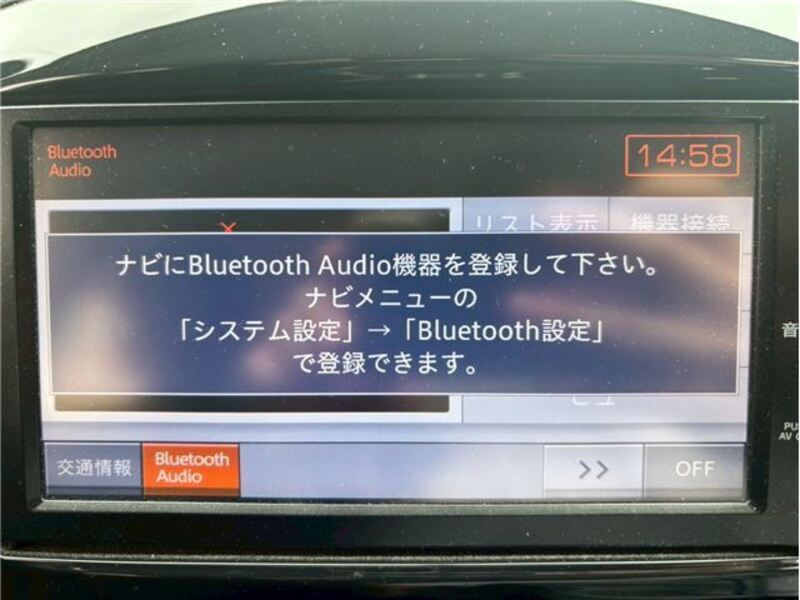 Bluetooth
Audio
14:58
リスト表示
機器接続
ナビにBluetooth Audio機器を登録して下さい。
ナビメニューの
「システム設定」→「Bluetooth設定」
で登録できます。
音
PU
AV
交通情報
Bluetooth
Audio
>>
OFF